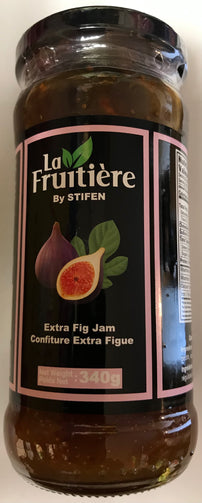 La
Fruitière
By STIFEN
Extra Fig Jam
Confiture Extra Figue
Net Weight
Poids Net : 340g